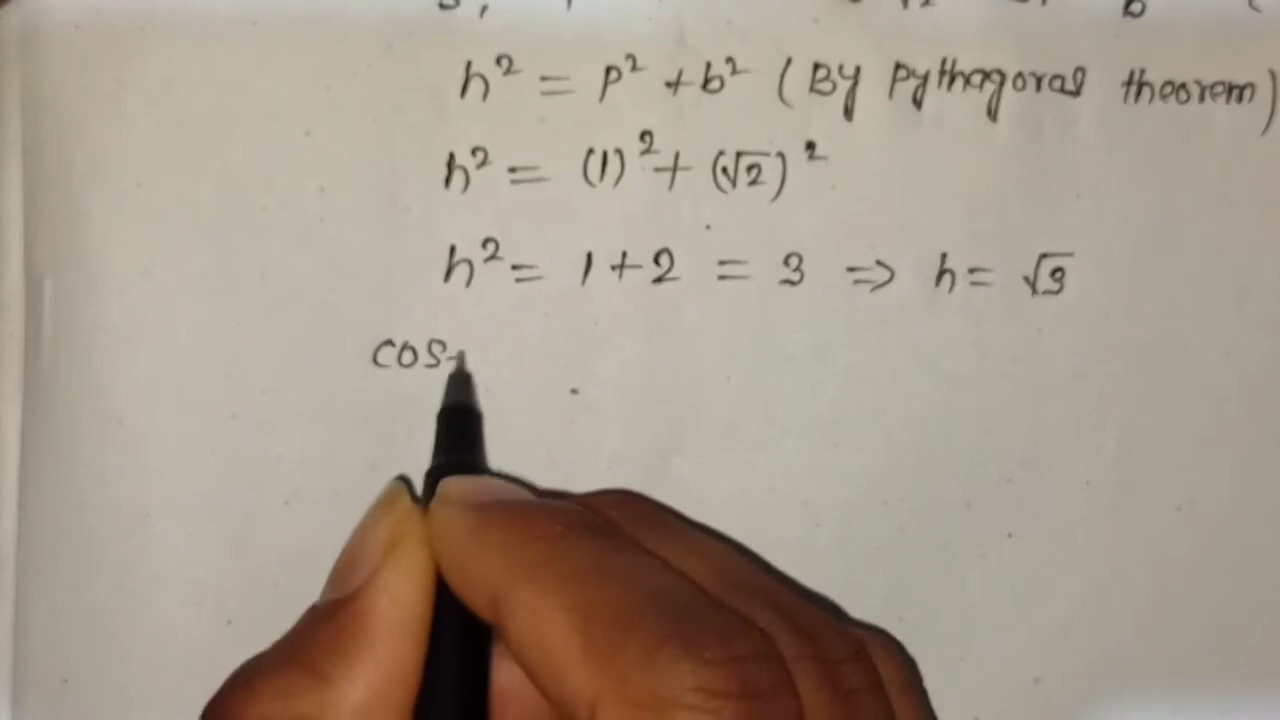 h² = p² + b² (By pythagoras theorem)
h² = (1)² + (√2)²
h² = 1+2 = 3 ⇒ h = √3
cos